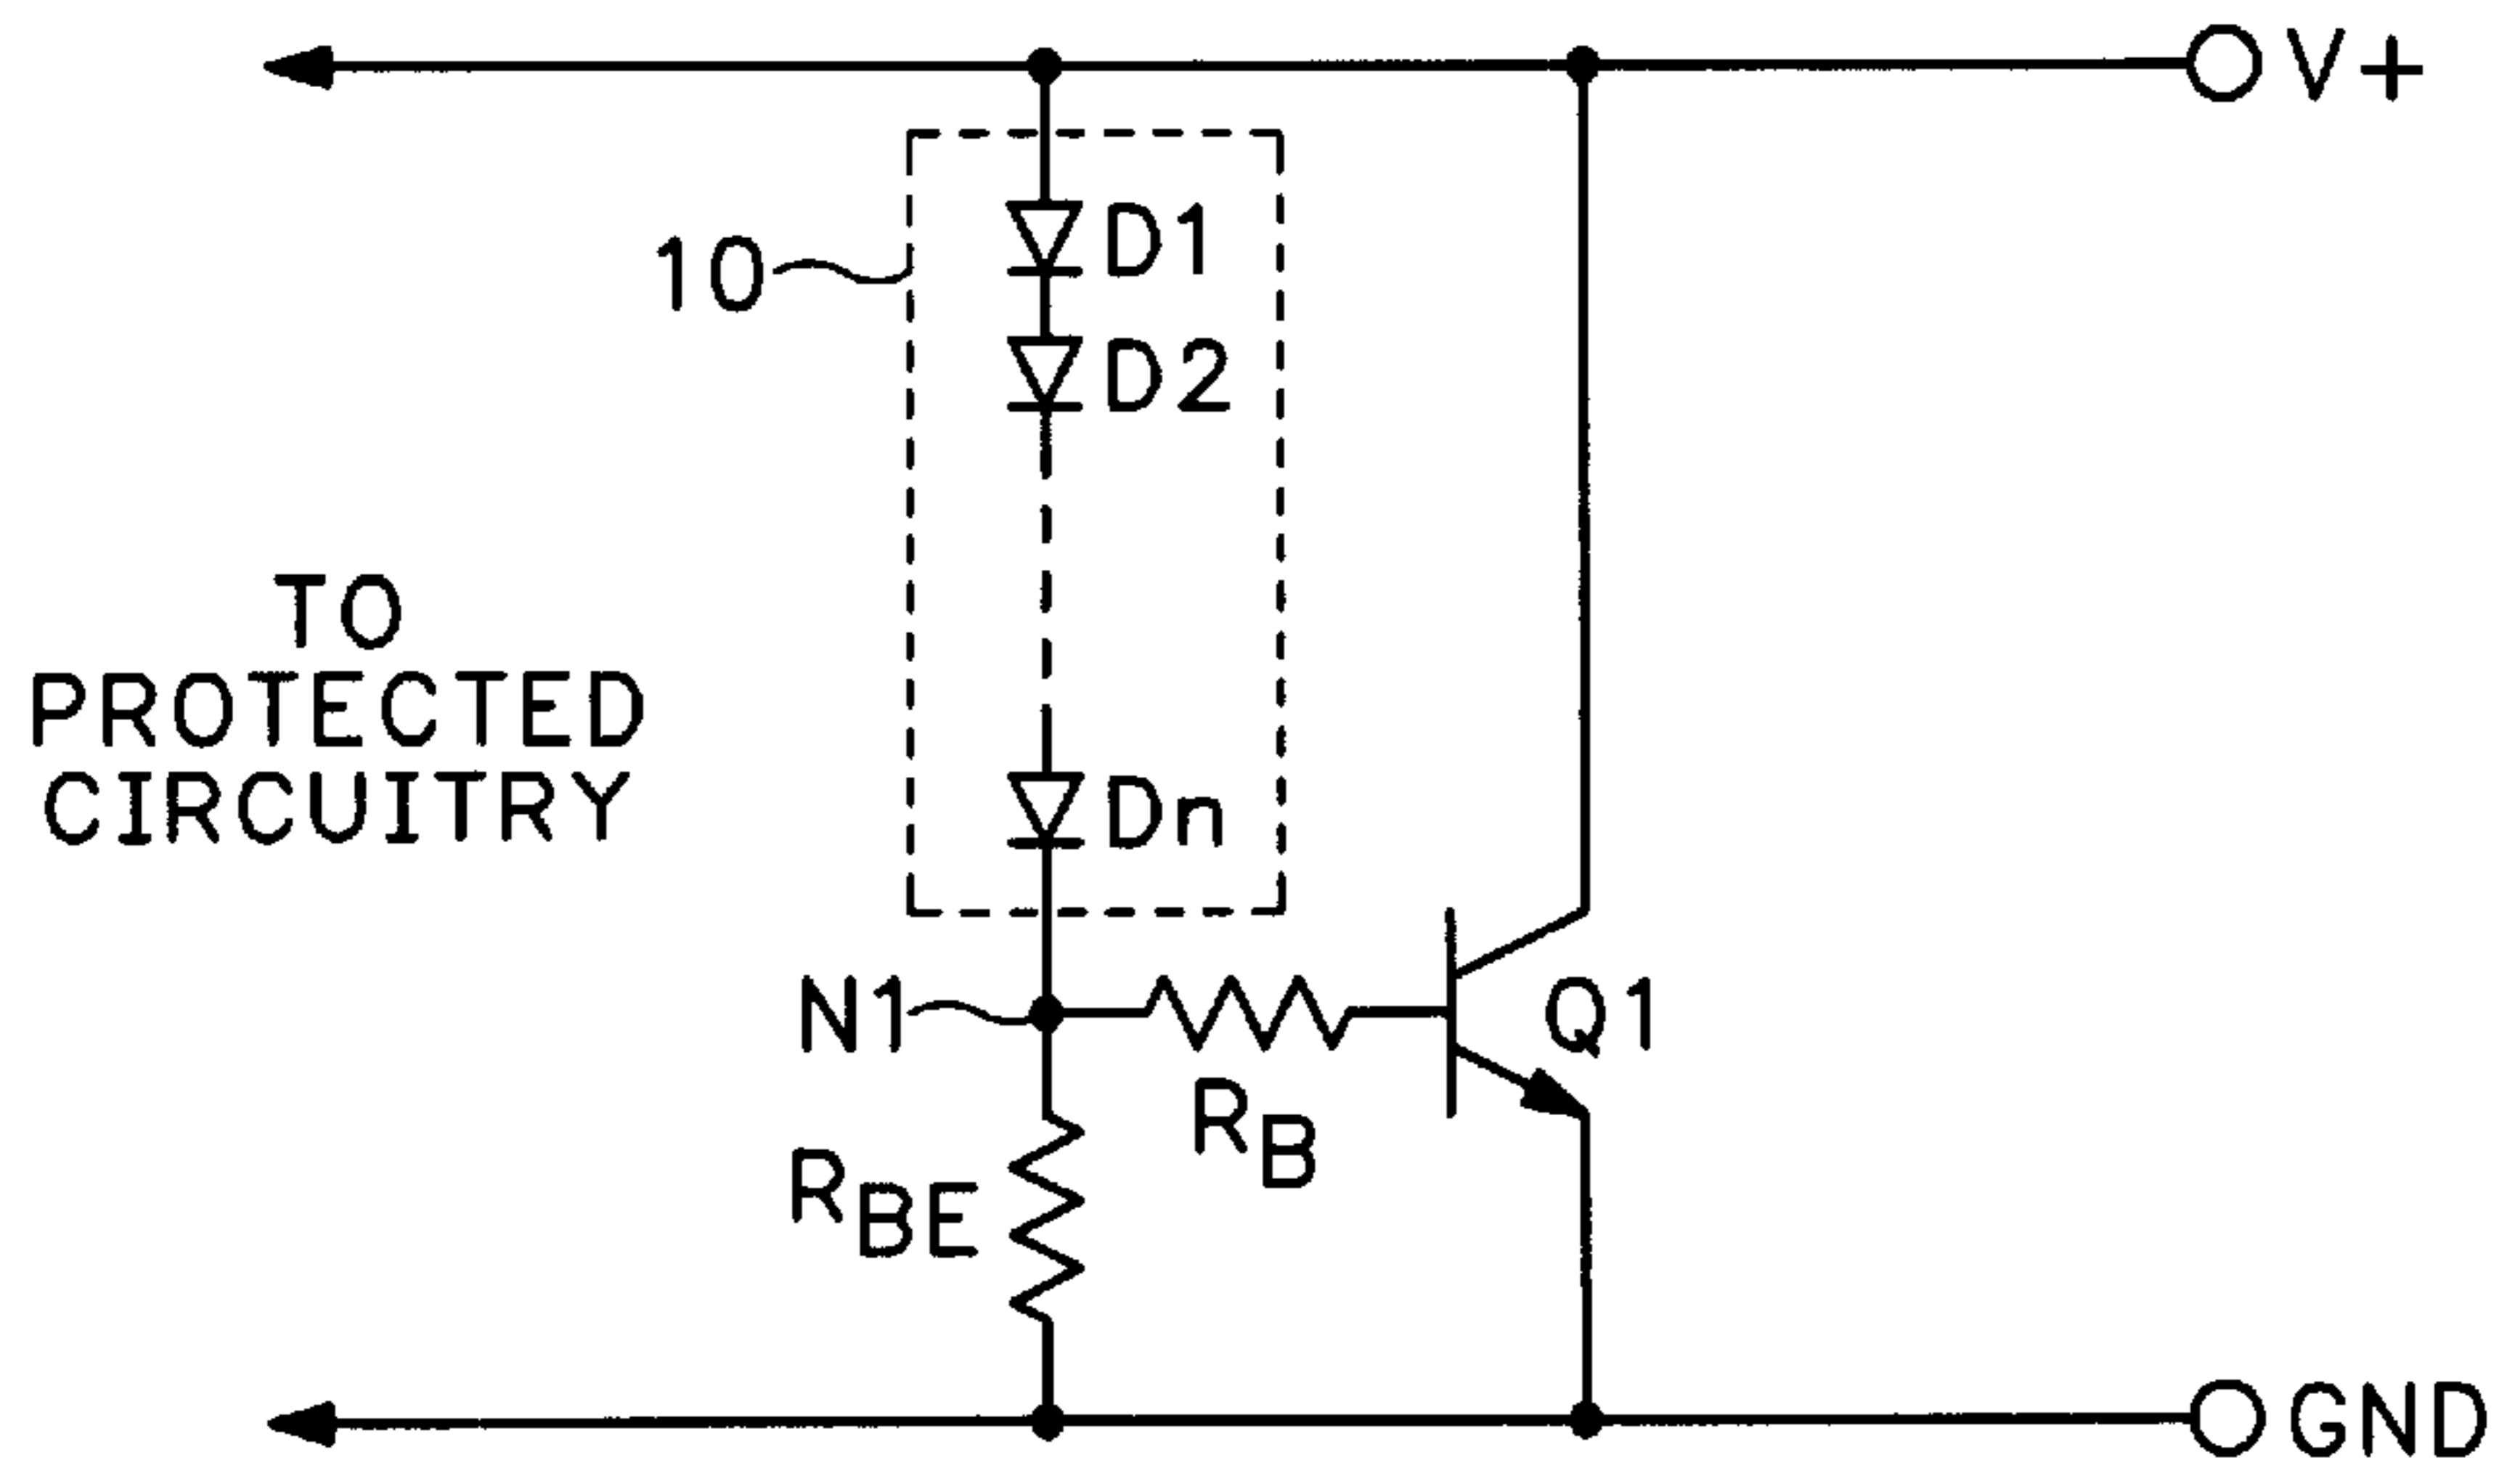 V+
D1
10
D2
TO
PROTECTED
CIRCUITRY
Dn
N1
Q1
RB
RBE
GND